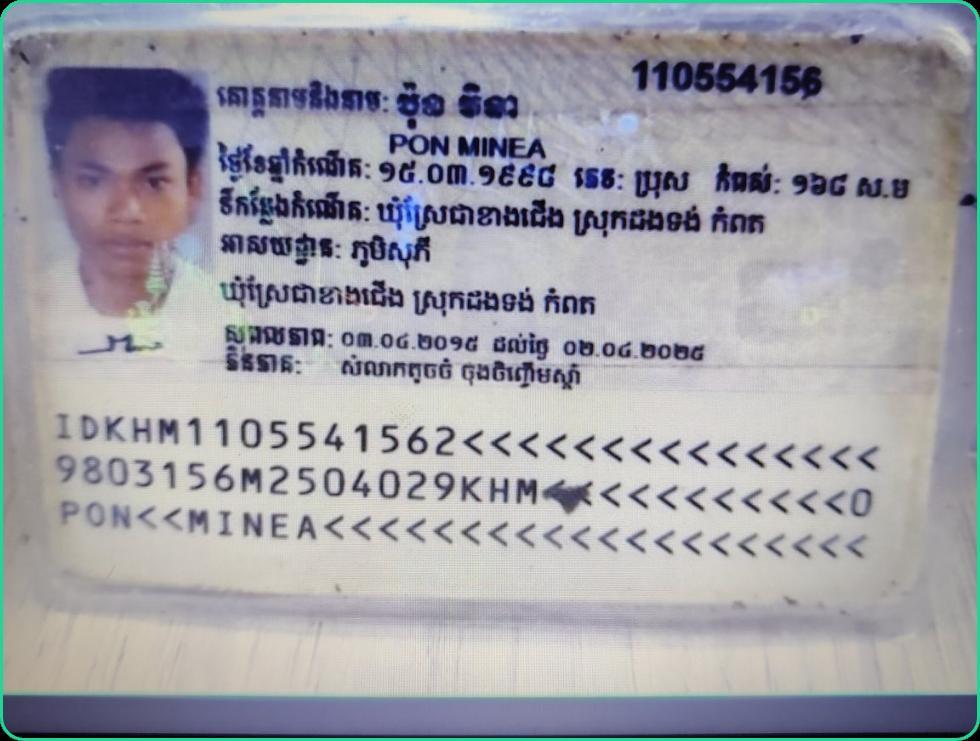 110554156
គោត្តនាមនិងនាម: ប៉ុន មិនា
PON MINEA
ថ្ងៃខែឆ្នាំកំណើត: ១៥.០៣.១៩៩៨ ភេទ: ប្រុស កំពស់: ១៦៨ ស.ម
ទីកន្លែងកំណើត: ឃុំស្រែជាខាងជើង ស្រុកដងទង់ កំពត
អាសយដ្ឋាន: ភូមិសុភី
ឃុំស្រែជាខាងជើង ស្រុកដងទង់ កំពត
សុពលភាព: ០៣.០៤.២០១៥ ដល់ថ្ងៃ ០២.០៤.២០២៥
ភិនភាគ: សំលាកតូចចំ ចុងចិញ្ចើមស្តាំ
IDKHM1105541562<<<<<<<<<<<<<<<
9803156M2504029KHM<<<<<<<<<<<0
PON<<MINEA<<<<<<<<<<<<<<<<<<<<